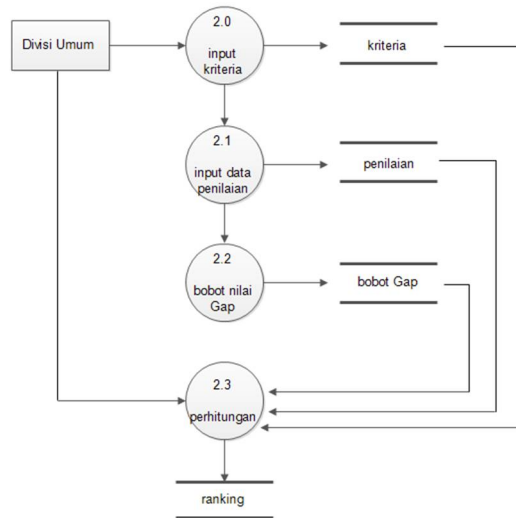 Divisi Umum
2.0
input
kriteria
kriteria
2.1
input data
penilaian
penilaian
2.2
bobot nilai
Gap
bobot Gap
2.3
perhitungan
ranking